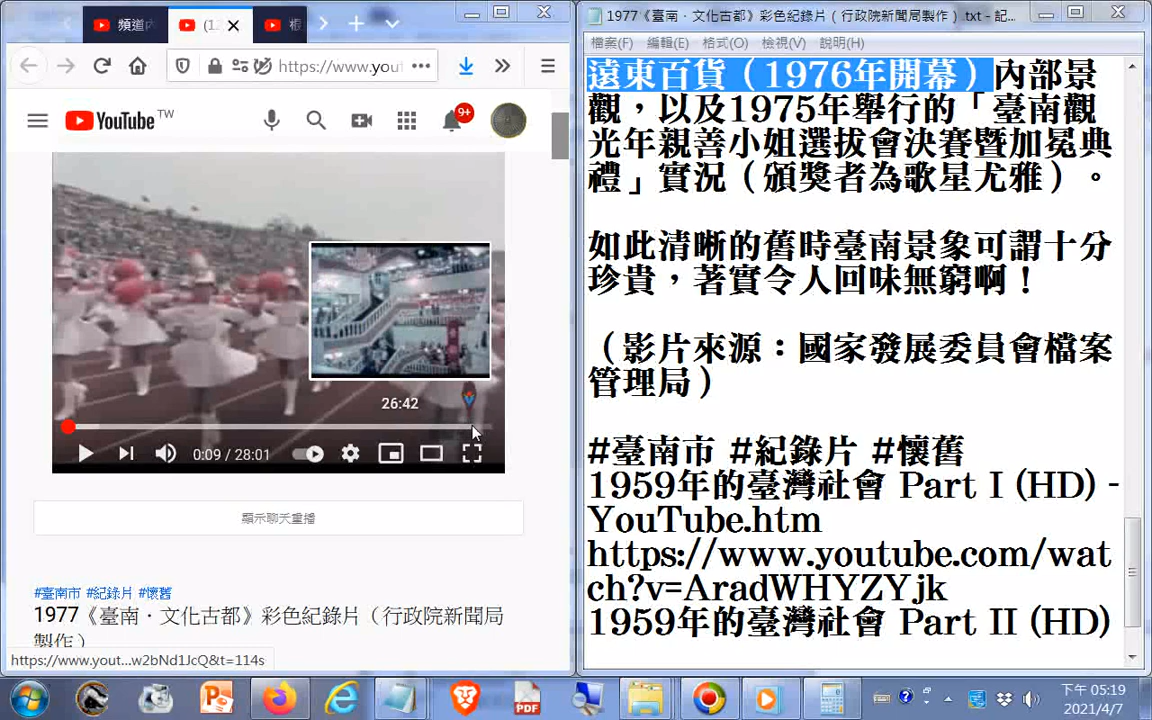 頻道內
(1
根
https://www.yout
YouTube TW
9+
26:42
0:09 / 28:01
顯示聊天重播
#臺南市 #紀錄片 #懷舊
1977《臺南．文化古都》彩色紀錄片（行政院新聞局
製作）
https://www.yout...w2bNd1JcQ&t=114s
1977《臺南．文化古都》彩色紀錄片（行政院新聞局製作）.txt - 記...
檔案(F) 編輯(E) 格式(O) 檢視(V) 說明(H)
遠東百貨（1976年開幕）內部景
觀，以及1975年舉行的「臺南觀
光年親善小姐選拔會決賽暨加冕典
禮」實況（頒獎者為歌星尤雅）。
如此清晰的舊時臺南景象可謂十分
珍貴，著實令人回味無窮啊！
（影片來源：國家發展委員會檔案
管理局）
#臺南市 #紀錄片 #懷舊
1959年的臺灣社會 Part I (HD) -
YouTube.htm
https://www.youtube.com/wat
ch?v=AradWHYZYjk
1959年的臺灣社會 Part II (HD)
PDF
下午 05:19
2021/4/7